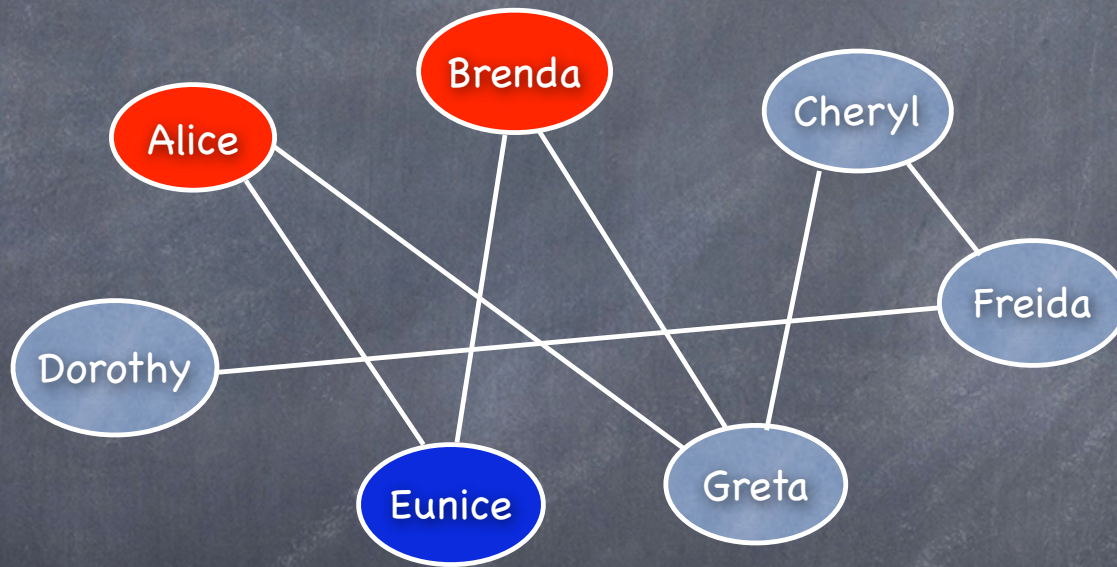 Brenda
Cheryl
Alice
Freida
Dorothy
Greta
Eunice